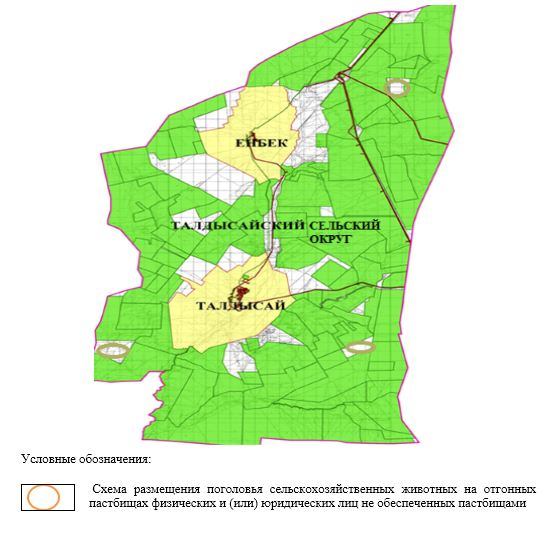 ЕНБЕК
ТАЛДЫСАЙСКИЙ СЕЛЬСКИЙ
ОКРУГ
ТАЛДЫСАЙ
Условные обозначения:
Схема размещения поголовья сельскохозяйственных животных на отгонных
пастбищах физических и (или) юридических лиц не обеспеченных пастбищами